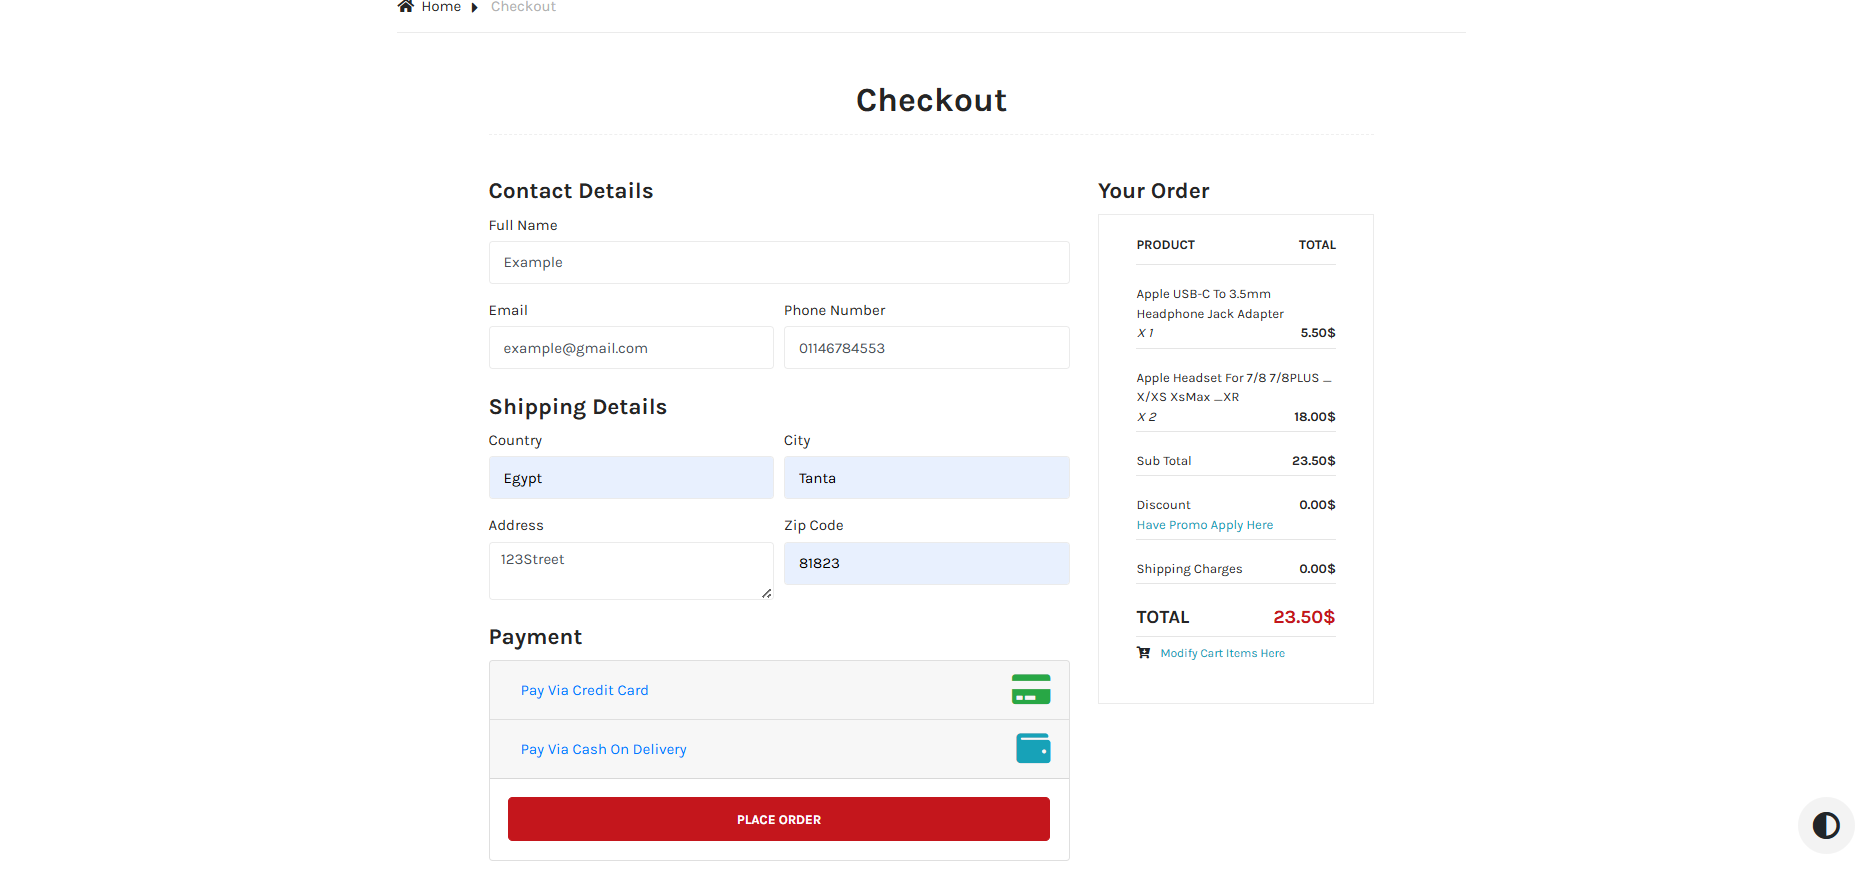 Home Checkout
Checkout
Contact Details
Full Name
Example
Email Phone Number
example@gmail.com 01146784553
Shipping Details
Country City
Egypt Tanta
Address Zip Code
123Street 81823
Payment
Pay Via Credit Card
Pay Via Cash On Delivery
PLACE ORDER
Your Order
PRODUCT TOTAL
Apple USB-C To 3.5mm
Headphone Jack Adapter
X 1 5.50$
Apple Headset For 7/8 7/8PLUS _
X/XS XsMax _XR
X 2 18.00$
Sub Total 23.50$
Discount 0.00$
Have Promo Apply Here
Shipping Charges 0.00$
TOTAL 23.50$
Modify Cart Items Here